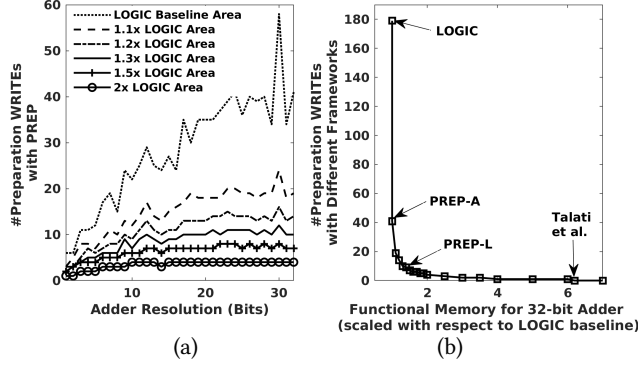 60
50
40
30
20
10
0
#Preparation WRITEs
with PREP
LOGIC Baseline Area
1.1x LOGIC Area
1.2x LOGIC Area
1.3x LOGIC Area
1.5x LOGIC Area
2x LOGIC Area
10 20 30
Adder Resolution (Bits)
(a)
180
160
140
120
100
80
60
40
20
0
#Preparation WRITEs
with Different Frameworks
LOGIC
PREP-A
PREP-L
Talati
et al.
2 4 6
Functional Memory for 32-bit Adder
(scaled with respect to LOGIC baseline)
(b)